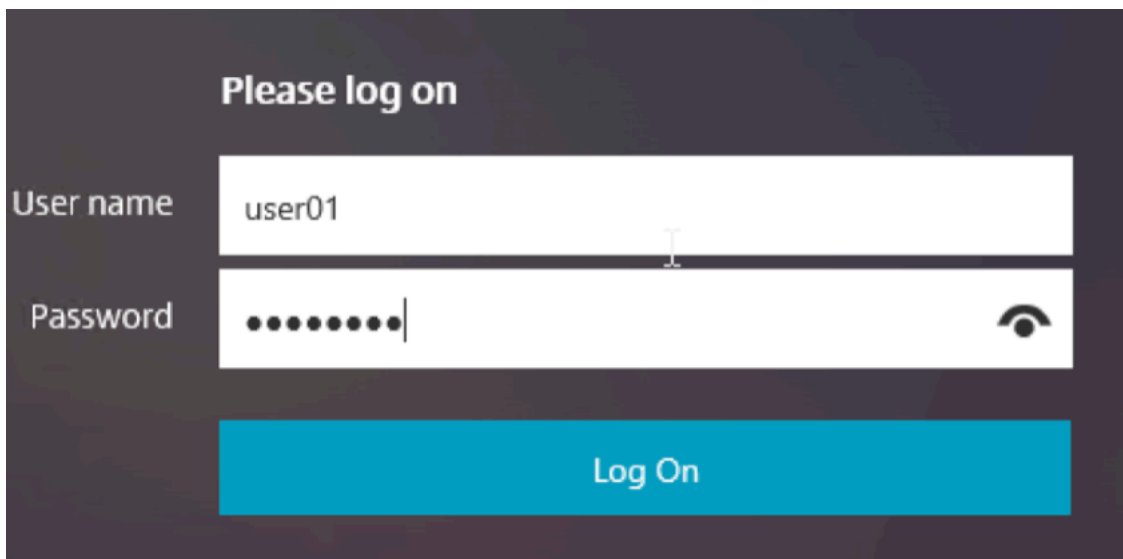 Please log on
User name
user01
Password
••••••••
Log On